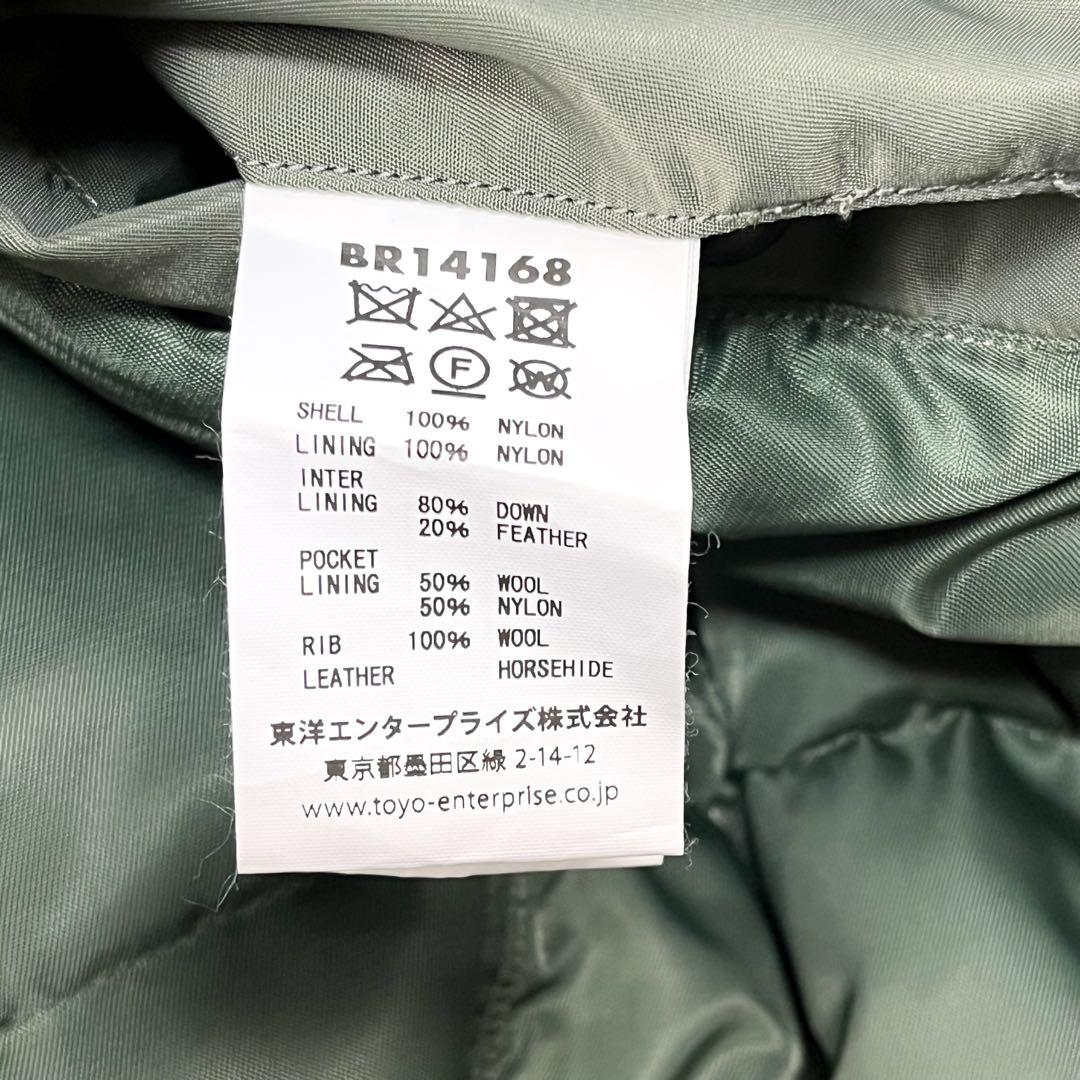 BR14168
F
W
SHELL 100% NYLON
LINING 100% NYLON
INTER
LINING 80% DOWN
20% FEATHER
POCKET
LINING 50% WOOL
50% NYLON
RIB 100% WOOL
LEATHER HORSEHIDE
東洋エンタープライズ株式会社
東京都墨田区緑 2-14-12
www.toyo-enterprise.co.jp